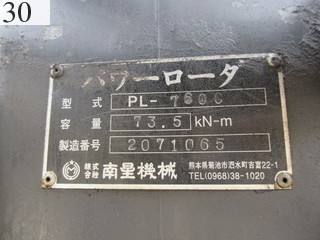 30
パワーロータ
型式 PL-760C
容量 73.5 kN-m
製造番号 2071065
株式会社 南星機械
熊本県菊池市泗水町吉富22-1
TEL(0968)38-1020